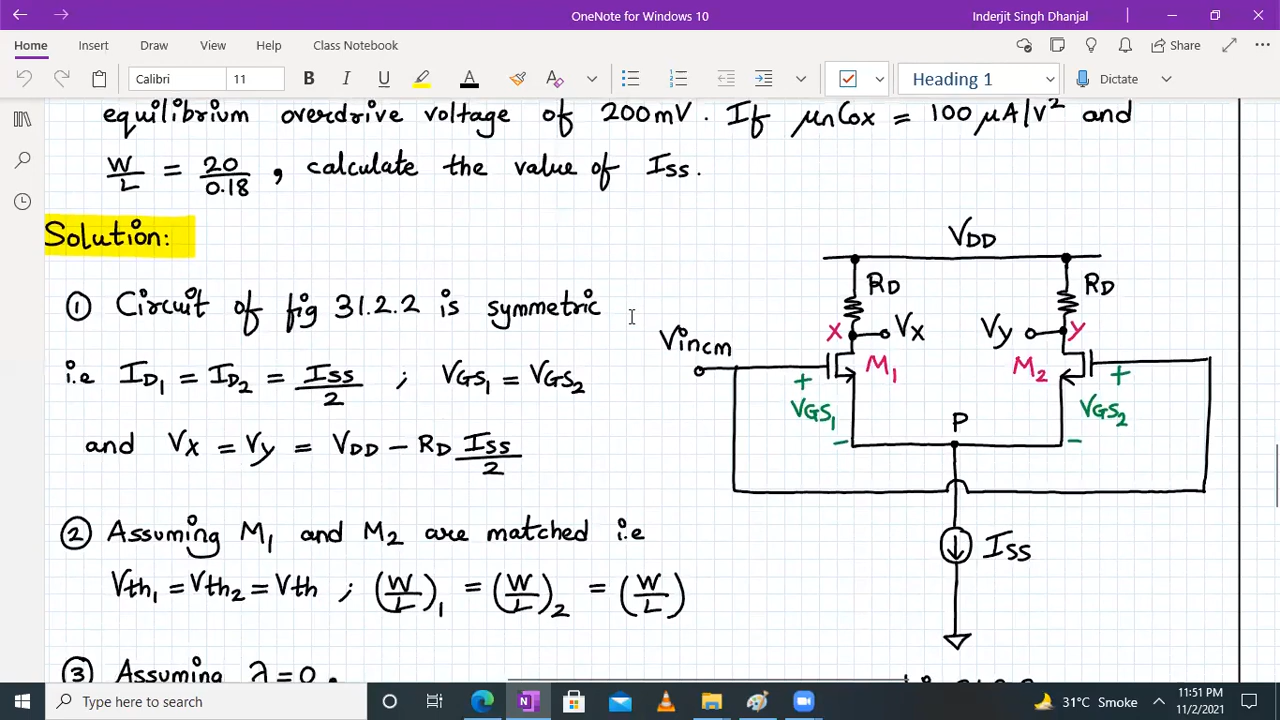 OneNote for Windows 10
Inderjit Singh Dhanjal
Home Insert Draw View Help Class Notebook Share
Calibri 11 B I U A Heading 1 Dictate
equilibrium overdrive voltage of 200mV. If μnCox = 100 μA/V² and
W/L = 20/0.18, calculate the value of Iss.
Solution:
① Circuit of fig 31.2.2 is symmetric
i.e ID1 = ID2 = Iss/2 ; VGS1 = VGS2
and Vx = Vy = VDD - RD Iss/2
② Assuming M1 and M2 are matched i.e
Vth1 = Vth2 = Vth ; (W/L)1 = (W/L)2 = (W/L)
③ Assuming λ=0.
VDD
RD RD
X Vx Vy Y
Vincm
M1 M2
+ +
VGS1 VGS2
- -
P
Iss
Type here to search
31°C Smoke
11:51 PM
11/2/2021